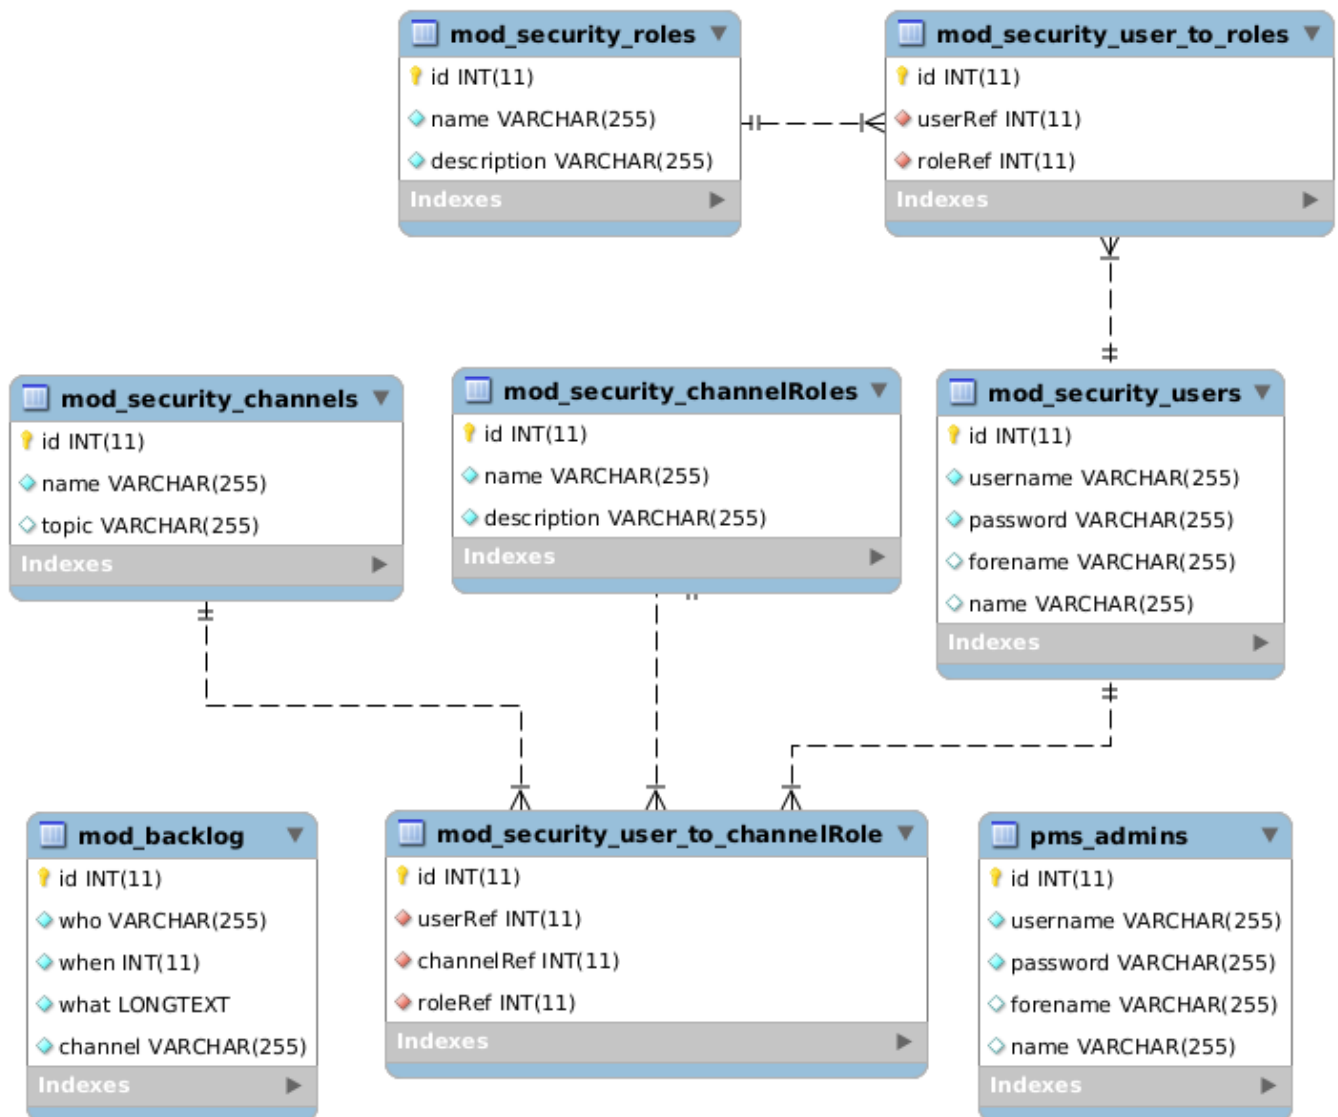 mod_security_roles
id INT(11)
name VARCHAR(255)
description VARCHAR(255)
Indexes
mod_security_user_to_roles
id INT(11)
userRef INT(11)
roleRef INT(11)
Indexes
mod_security_channels
id INT(11)
name VARCHAR(255)
topic VARCHAR(255)
Indexes
mod_security_channelRoles
id INT(11)
name VARCHAR(255)
description VARCHAR(255)
Indexes
mod_security_users
id INT(11)
username VARCHAR(255)
password VARCHAR(255)
forename VARCHAR(255)
name VARCHAR(255)
Indexes
mod_backlog
id INT(11)
who VARCHAR(255)
when INT(11)
what LONGTEXT
channel VARCHAR(255)
Indexes
mod_security_user_to_channelRole
id INT(11)
userRef INT(11)
channelRef INT(11)
roleRef INT(11)
Indexes
pms_admins
id INT(11)
username VARCHAR(255)
password VARCHAR(255)
forename VARCHAR(255)
name VARCHAR(255)
Indexes